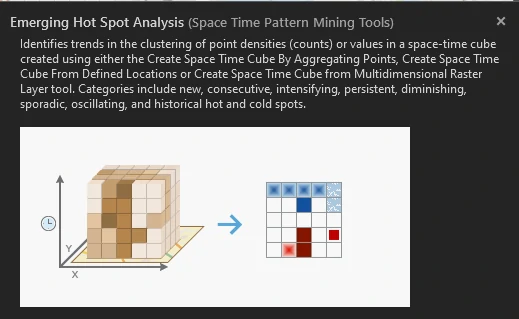 Emerging Hot Spot Analysis (Space Time Pattern Mining Tools)
Identifies trends in the clustering of point densities (counts) or values in a space-time cube
created using either the Create Space Time Cube By Aggregating Points, Create Space Time
Cube From Defined Locations or Create Space Time Cube from Multidimensional Raster
Layer tool. Categories include new, consecutive, intensifying, persistent, diminishing,
sporadic, oscillating, and historical hot and cold spots.
Y
X